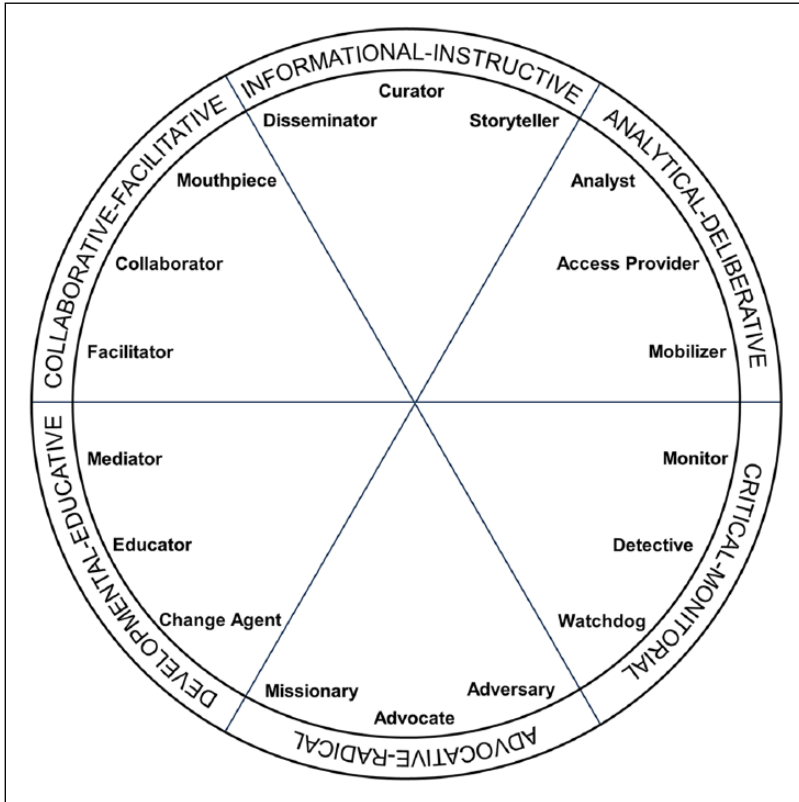 INFORMATIONAL-INSTRUCTIVE
Disseminator
Curator
Storyteller
ANALYTICAL-DELIBERATIVE
Analyst
Access Provider
Mobilizer
CRITICAL-MONITORIAL
Monitor
Detective
Watchdog
ADVOCATIVE-RADICAL
Adversary
Advocate
Missionary
DEVELOPMENTAL-EDUCATIVE
Change Agent
Educator
Mediator
COLLABORATIVE-FACILITATIVE
Facilitator
Collaborator
Mouthpiece